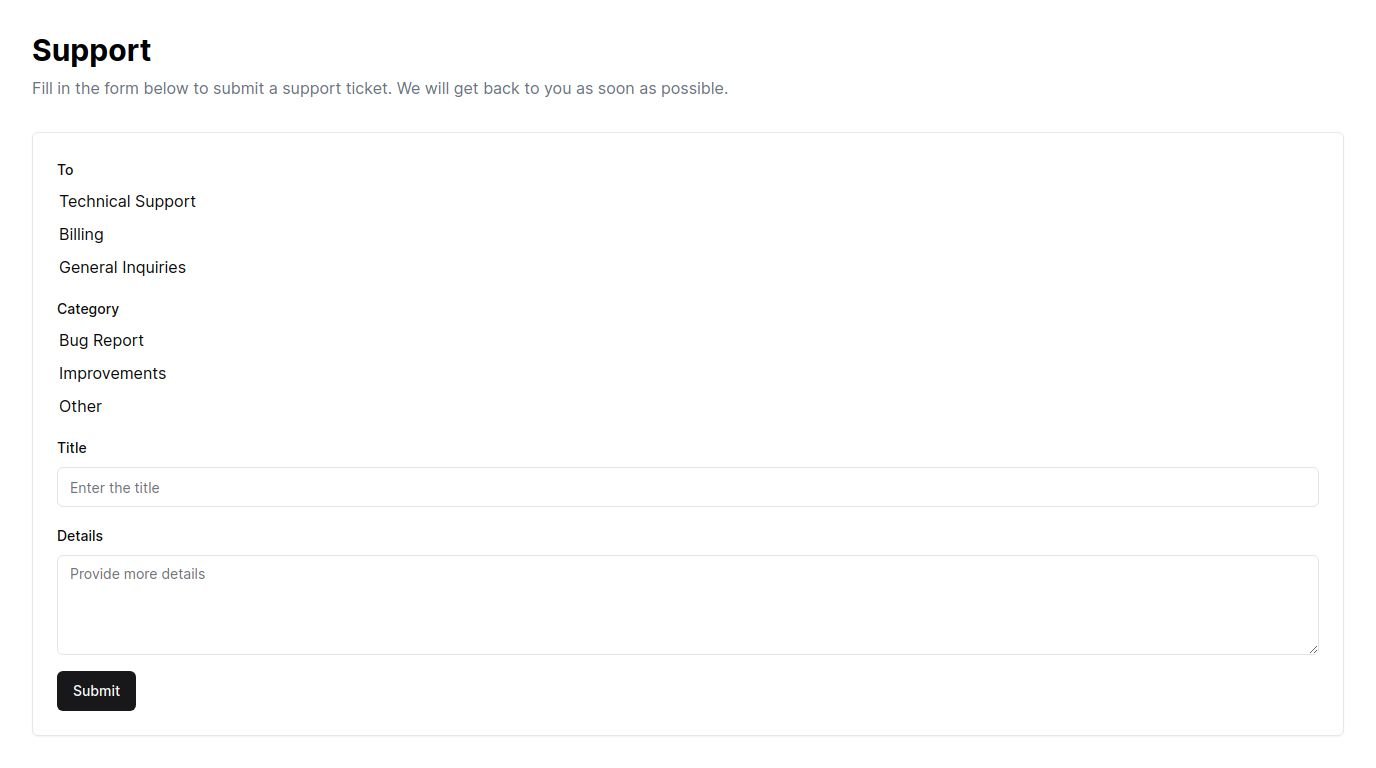 Support
Fill in the form below to submit a support ticket. We will get back to you as soon as possible.
To
Technical Support
Billing
General Inquiries
Category
Bug Report
Improvements
Other
Title
Enter the title
Details
Provide more details
Submit